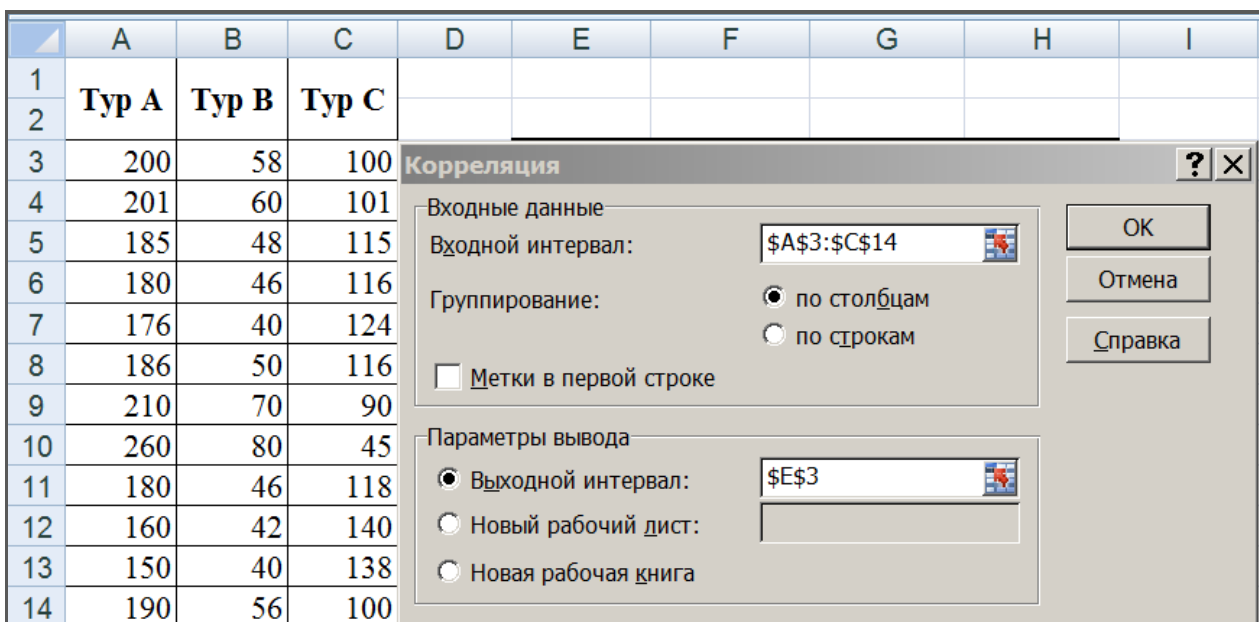 A B C D E F G H I
1
Тур A Тур B Тур C
2
3 200 58 100
4 201 60 101
5 185 48 115
6 180 46 116
7 176 40 124
8 186 50 116
9 210 70 90
10 260 80 45
11 180 46 118
12 160 42 140
13 150 40 138
14 190 56 100
Корреляция ? X
Входные данные
Входной интервал: $A$3:$C$14
Группирование: по столбцам
по строкам
Метки в первой строке
OK
Отмена
Справка
Параметры вывода
Выходной интервал: $E$3
Новый рабочий лист:
Новая рабочая книга